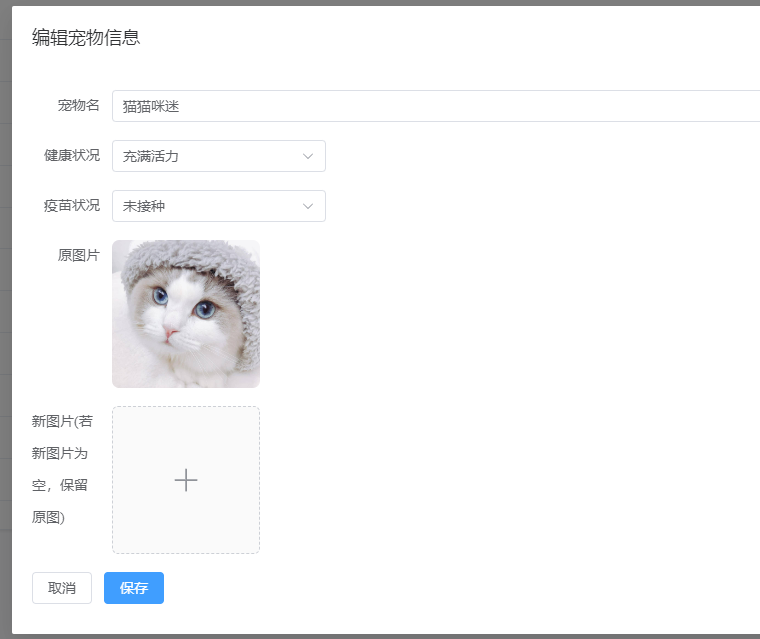 编辑宠物信息
宠物名 猫猫咪迷
健康状况 充满活力
疫苗状况 未接种
原图片
新图片(若
新图片为
空，保留
原图)
取消 保存